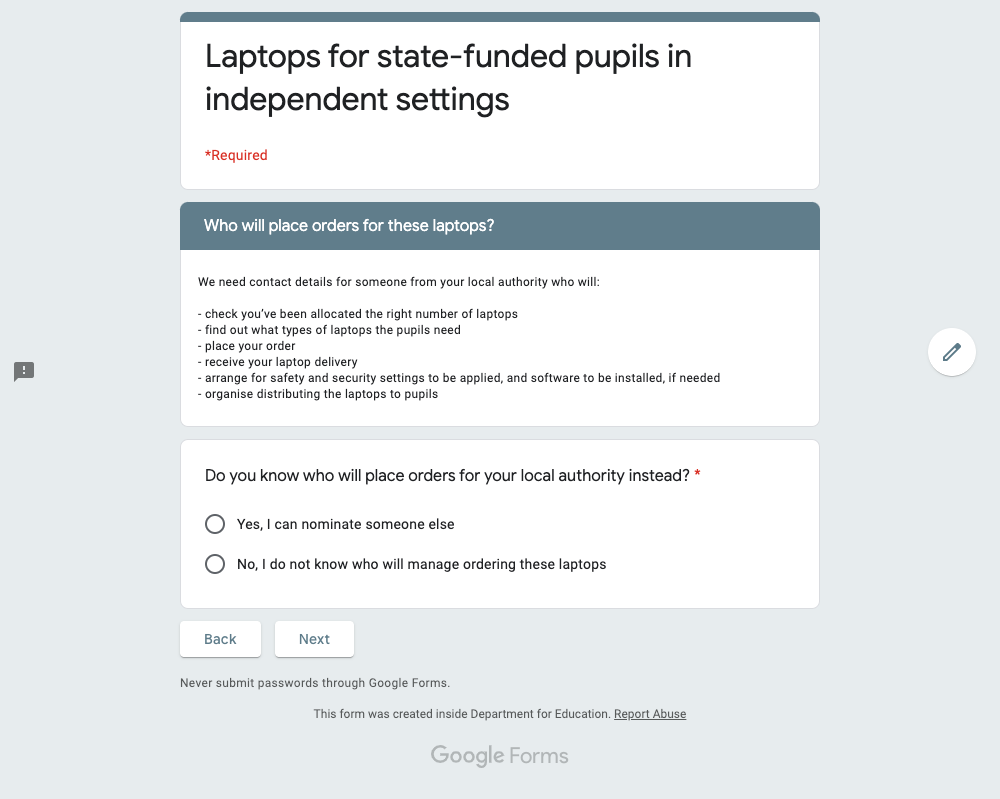 Laptops for state-funded pupils in
independent settings
*Required
Who will place orders for these laptops?
We need contact details for someone from your local authority who will:
- check you’ve been allocated the right number of laptops
- find out what types of laptops the pupils need
- place your order
- receive your laptop delivery
- arrange for safety and security settings to be applied, and software to be installed, if needed
- organise distributing the laptops to pupils
Do you know who will place orders for your local authority instead? *
Yes, I can nominate someone else
No, I do not know who will manage ordering these laptops
Back Next
Never submit passwords through Google Forms.
This form was created inside Department for Education. Report Abuse
Google Forms